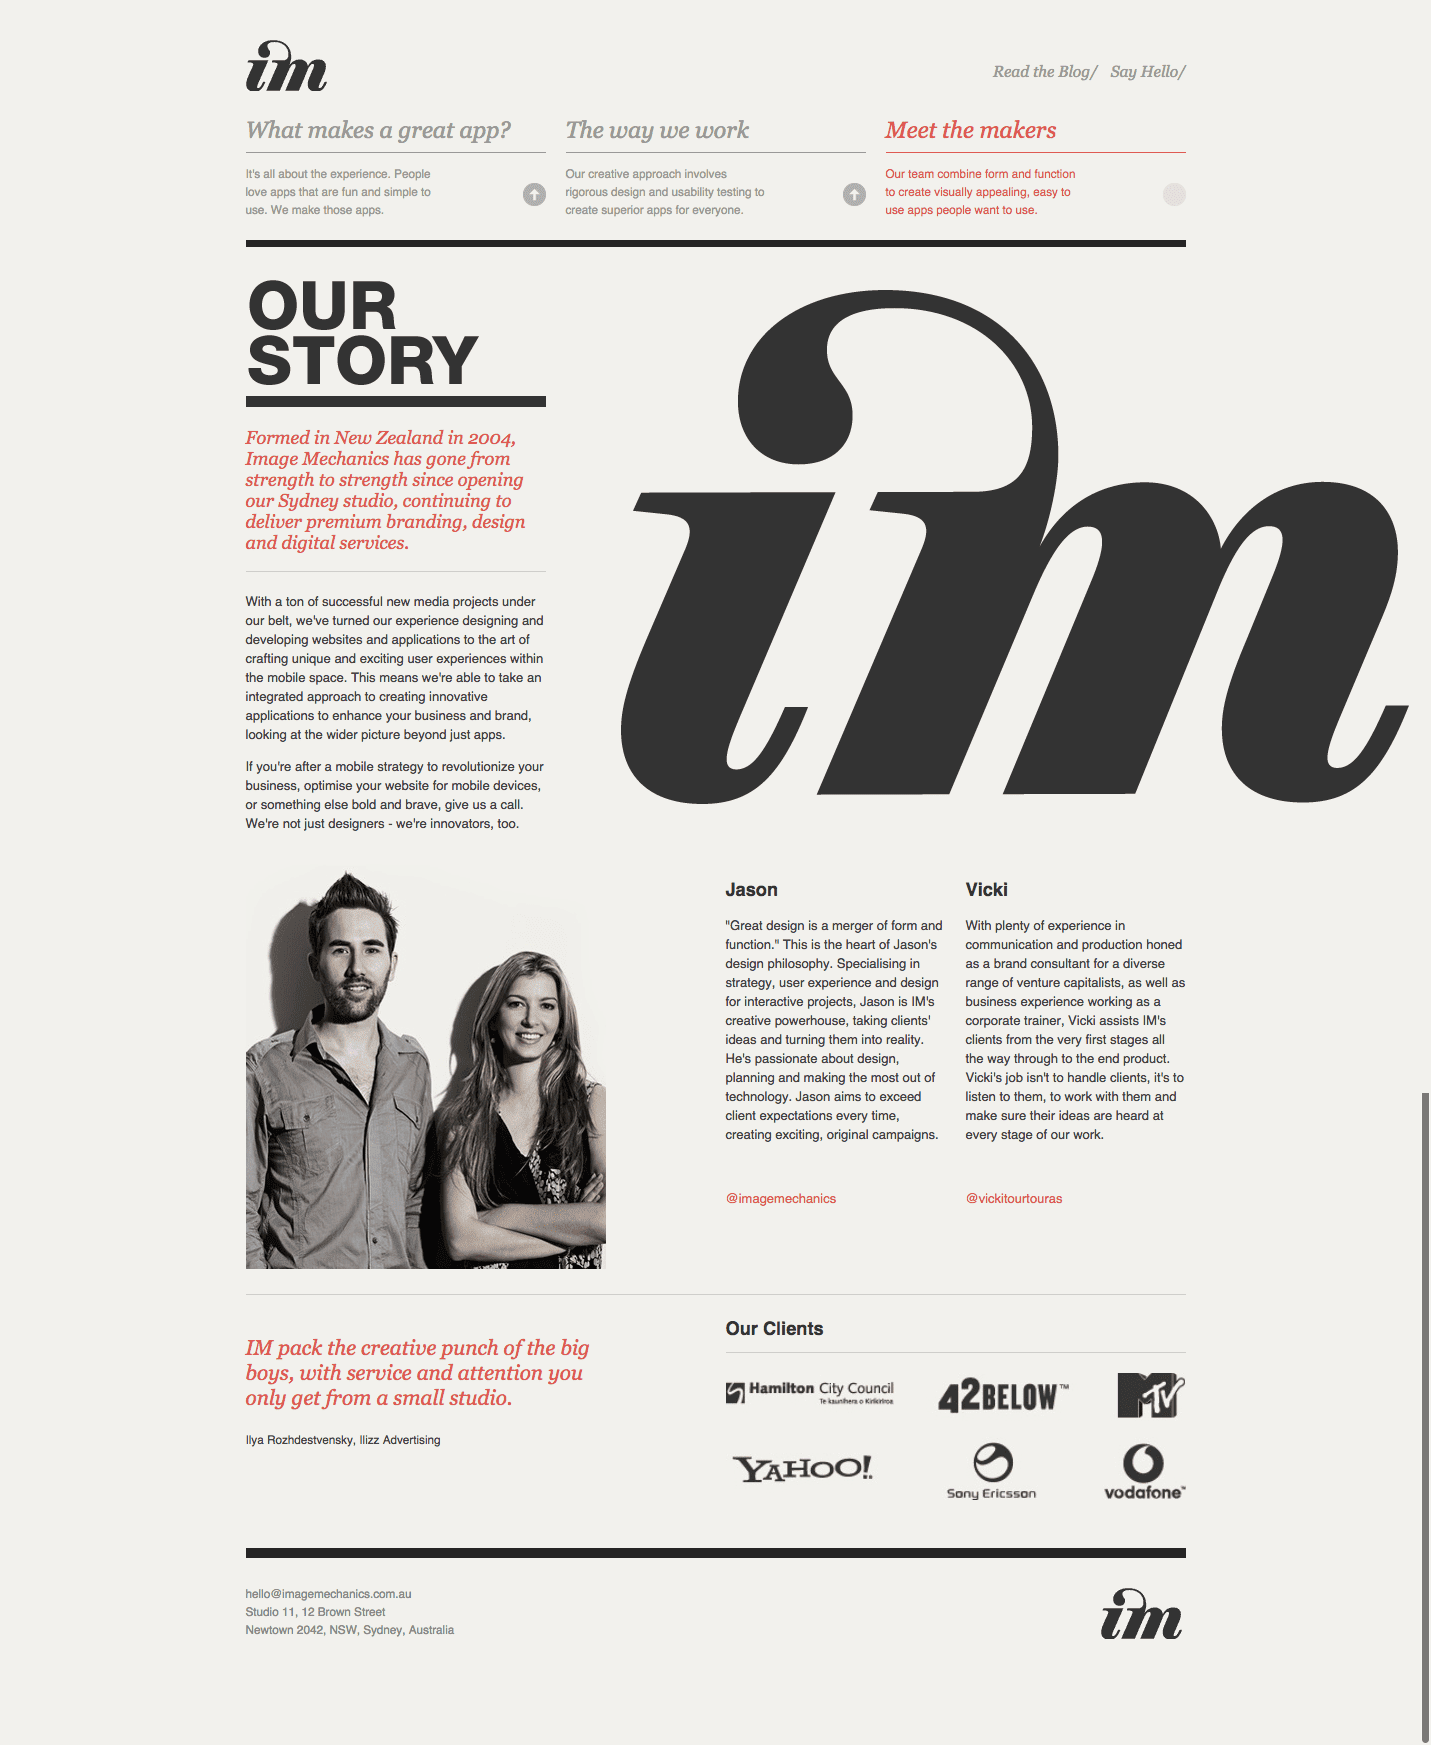 im
Read the Blog/ Say Hello/
What makes a great app?
It's all about the experience. People
love apps that are fun and simple to
use. We make those apps.
The way we work
Our creative approach involves
rigorous design and usability testing to
create superior apps for everyone.
Meet the makers
Our team combine form and function
to create visually appealing, easy to
use apps people want to use.
OUR
STORY
im
Formed in New Zealand in 2004,
Image Mechanics has gone from
strength to strength since opening
our Sydney studio, continuing to
deliver premium branding, design
and digital services.
With a ton of successful new media projects under
our belt, we've turned our experience designing and
developing websites and applications to the art of
crafting unique and exciting user experiences within
the mobile space. This means we're able to take an
integrated approach to creating innovative
applications to enhance your business and brand,
looking at the wider picture beyond just apps.
If you're after a mobile strategy to revolutionize your
business, optimise your website for mobile devices,
or something else bold and brave, give us a call.
We're not just designers - we're innovators, too.
Jason
"Great design is a merger of form and
function." This is the heart of Jason's
design philosophy. Specialising in
strategy, user experience and design
for interactive projects, Jason is IM's
creative powerhouse, taking clients'
ideas and turning them into reality.
He's passionate about design,
planning and making the most out of
technology. Jason aims to exceed
client expectations every time,
creating exciting, original campaigns.
@imagemechanics
Vicki
With plenty of experience in
communication and production honed
as a brand consultant for a diverse
range of venture capitalists, as well as
business experience working as a
corporate trainer, Vicki assists IM's
clients from the very first stages all
the way through to the end product.
Vicki's job isn't to handle clients, it's to
listen to them, to work with them and
make sure their ideas are heard at
every stage of our work.
@vickitourtouras
IM pack the creative punch of the big
boys, with service and attention you
only get from a small studio.
Ilya Rozhdestvensky, Ilizz Advertising
Our Clients
Hamilton City Council
Te kaunihera o Kirikiriroa
42BELOW™
MTV
YAHOO!
Sony Ericsson
vodafone™
hello@imagemechanics.com.au
Studio 11, 12 Brown Street
Newtown 2042, NSW, Sydney, Australia
im